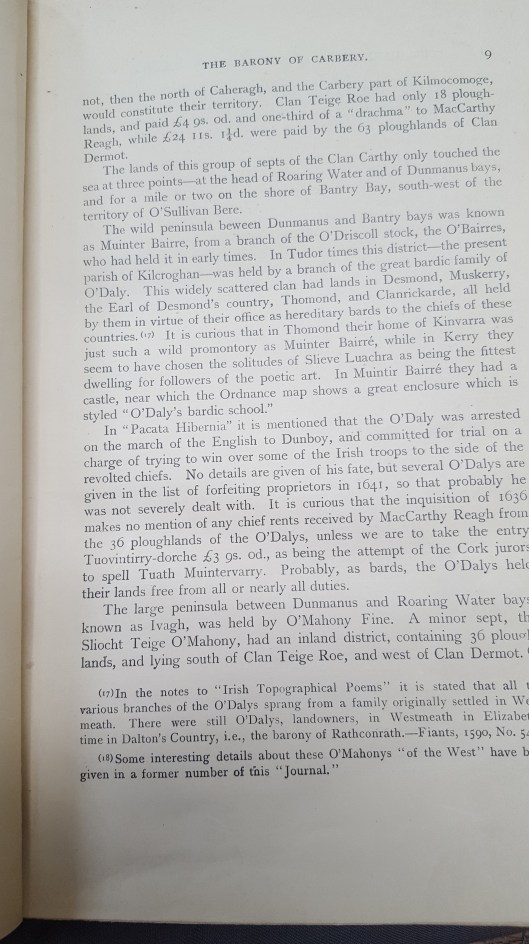 THE BARONY OF CARBERY. 9
not, then the north of Caheragh, and the Carbery part of Kilmocomoge,
would constitute their territory. Clan Teige Roe had only 18 plough-
lands, and paid £4 9s. 0d. and one-third of a "drachma" to MacCarthy
Reagh, while £24 11s. 1¼d. were paid by the 63 ploughlands of Clan
Dermot.
The lands of this group of septs of the Clan Carthy only touched the
sea at three points—at the head of Roaring Water and of Dunmanus bays,
and for a mile or two on the shore of Bantry Bay, south-west of the
territory of O'Sullivan Bere.
The wild peninsula beween Dunmanus and Bantry bays was known
as Muinter Bairre, from a branch of the O'Driscoll stock, the O'Bairres,
who had held it in early times. In Tudor times this district—the present
parish of Kilcroghan—was held by a branch of the great bardic family of
O'Daly. This widely scattered clan had lands in Desmond, Muskerry,
the Earl of Desmond's country, Thomond, and Clanrickarde, all held
by them in virtue of their office as hereditary bards to the chiefs of these
countries.(17) It is curious that in Thomond their home of Kinvarra was
just such a wild promontory as Muinter Bairré, while in Kerry they
seem to have chosen the solitudes of Slieve Luachra as being the fittest
dwelling for followers of the poetic art. In Muintir Bairré they had a
castle, near which the Ordnance map shows a great enclosure which is
styled "O'Daly's bardic school."
In "Pacata Hibernia" it is mentioned that the O'Daly was arrested
on the march of the English to Dunboy, and committed for trial on a
charge of trying to win over some of the Irish troops to the side of the
revolted chiefs. No details are given of his fate, but several O'Dalys are
given in the list of forfeiting proprietors in 1641, so that probably he
was not severely dealt with. It is curious that the inquisition of 1636
makes no mention of any chief rents received by MacCarthy Reagh from
the 36 ploughlands of the O'Dalys, unless we are to take the entry
Tuovintirry-dorche £3 9s. 0d., as being the attempt of the Cork jurors
to spell Tuath Muintervarry. Probably, as bards, the O'Dalys held
their lands free from all or nearly all duties.
The large peninsula between Dunmanus and Roaring Water bays
known as Ivagh, was held by O'Mahony Fine. A minor sept, th
Sliocht Teige O'Mahony, had an inland district, containing 36 plough
lands, and lying south of Clan Teige Roe, and west of Clan Dermot.
(17)In the notes to "Irish Topographical Poems" it is stated that all t
various branches of the O'Dalys sprang from a family originally settled in We
meath. There were still O'Dalys, landowners, in Westmeath in Elizabet
time in Dalton's Country, i.e., the barony of Rathconrath.—Fiants, 1590, No. 54
(18)Some interesting details about these O'Mahonys "of the West" have b
given in a former number of this "Journal."